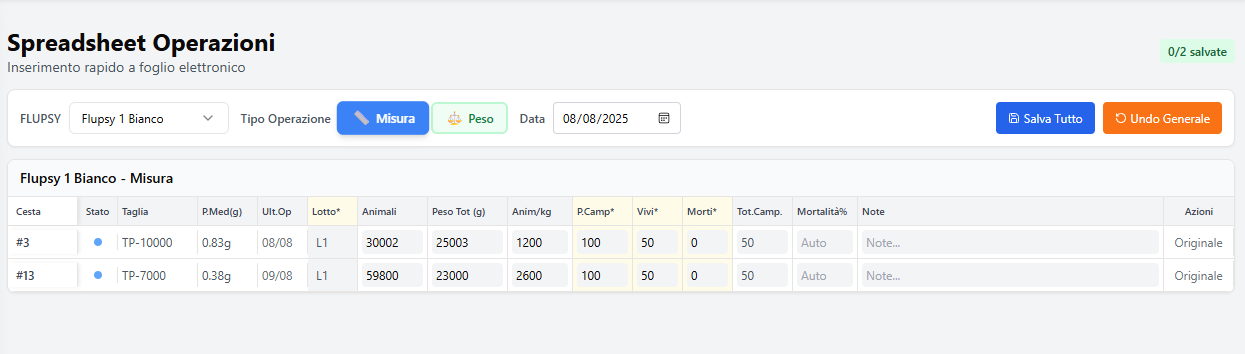 Spreadsheet Operazioni
Inserimento rapido a foglio elettronico
0/2 salvate
FLUPSY Flupsy 1 Bianco Tipo Operazione Misura Peso Data 08/08/2025 Salva Tutto Undo Generale
Flupsy 1 Bianco - Misura
Cesta Stato Taglia P.Med(g) Ult.Op Lotto* Animali Peso Tot (g) Anim/kg P.Camp* Vivi* Morti* Tot.Camp. Mortalità% Note Azioni
#3 TP-10000 0.83g 08/08 L1 30002 25003 1200 100 50 0 50 Auto Note... Originale
#13 TP-7000 0.38g 09/08 L1 59800 23000 2600 100 50 0 50 Auto Note... Originale